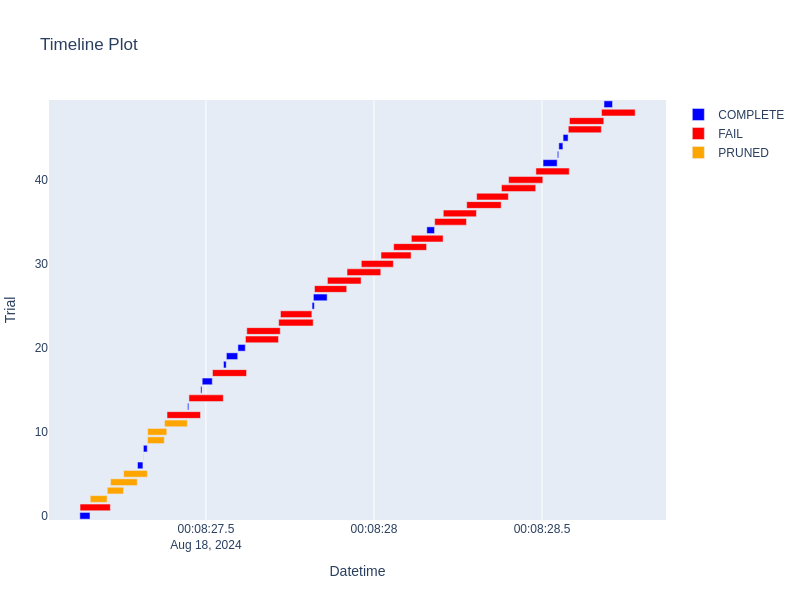 Timeline Plot
COMPLETE
FAIL
PRUNED
40
30
20
10
0
Trial
00:08:27.5
Aug 18, 2024
00:08:28
00:08:28.5
Datetime